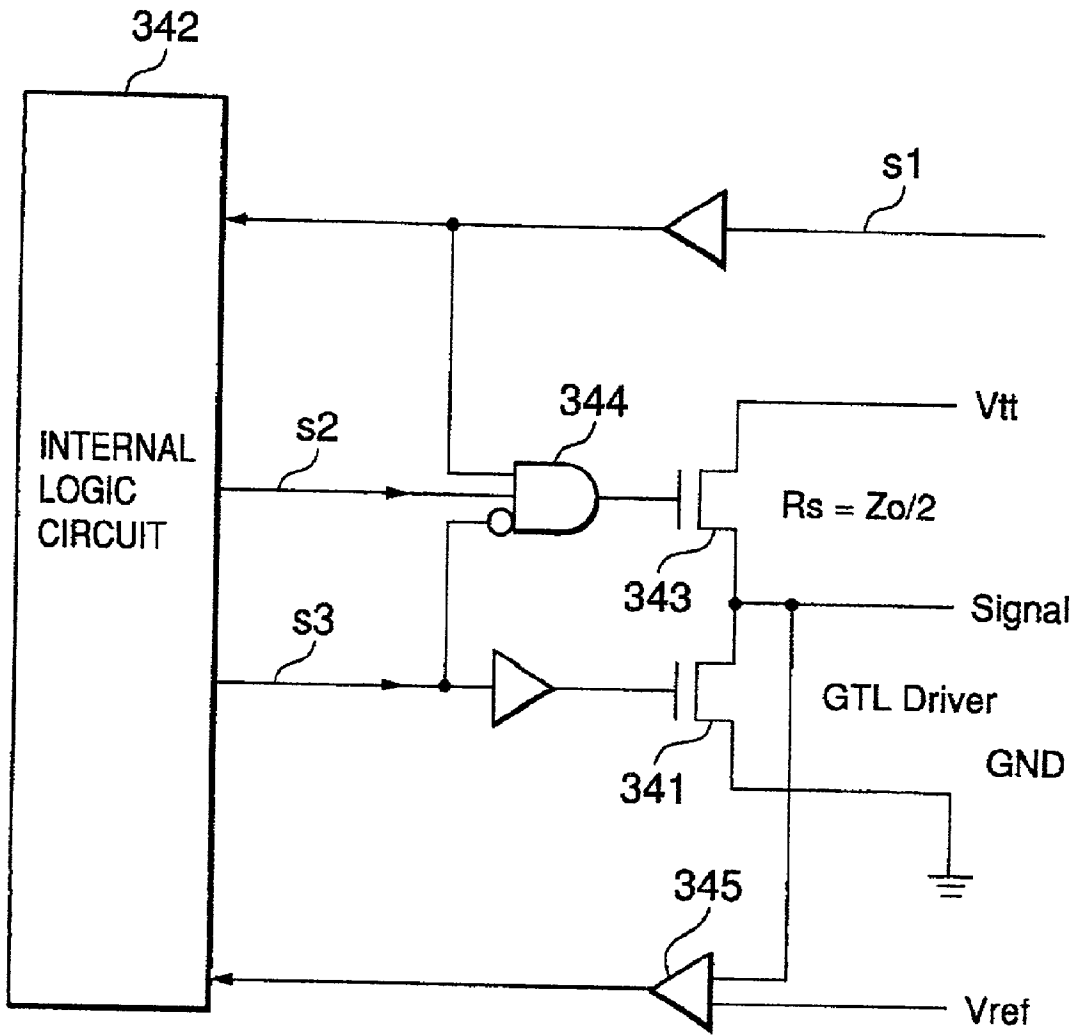 342
s1
344
Vtt
s2
INTERNAL
LOGIC
CIRCUIT
Rs = Zo/2
343
Signal
s3
GTL Driver
341
GND
345
Vref